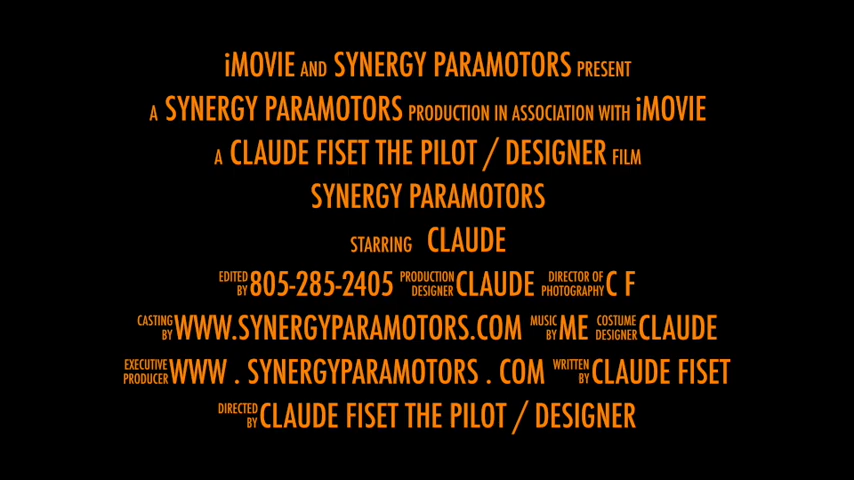 iMOVIE AND SYNERGY PARAMOTORS PRESENT
A SYNERGY PARAMOTORS PRODUCTION IN ASSOCIATION WITH iMOVIE
A CLAUDE FISET THE PILOT / DESIGNER FILM
SYNERGY PARAMOTORS
STARRING CLAUDE
EDITED BY 805-285-2405 PRODUCTION DESIGNER CLAUDE DIRECTOR OF PHOTOGRAPHY C F
CASTING BY WWW.SYNERGYPARAMOTORS.COM MUSIC BY ME COSTUME DESIGNER CLAUDE
EXECUTIVE PRODUCER WWW . SYNERGYPARAMOTORS . COM WRITTEN BY CLAUDE FISET
DIRECTED BY CLAUDE FISET THE PILOT / DESIGNER